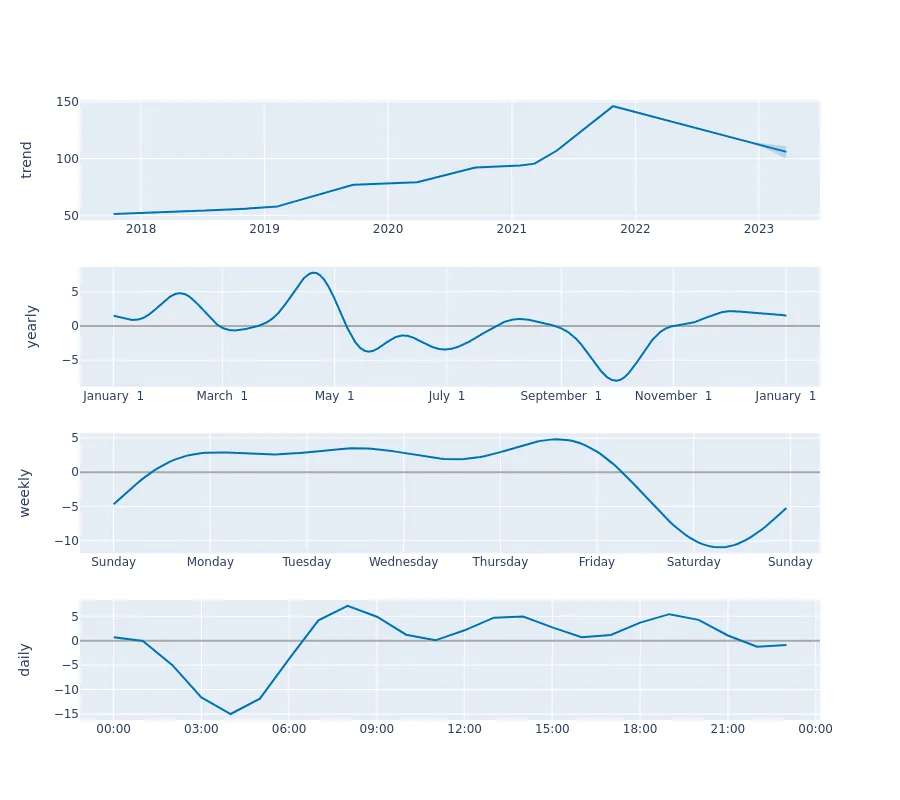 trend
150
100
50
2018 2019 2020 2021 2022 2023
yearly
5
0
−5
January 1 March 1 May 1 July 1 September 1 November 1 January 1
weekly
5
0
−5
−10
Sunday Monday Tuesday Wednesday Thursday Friday Saturday Sunday
daily
5
0
−5
−10
−15
00:00 03:00 06:00 09:00 12:00 15:00 18:00 21:00 00:00